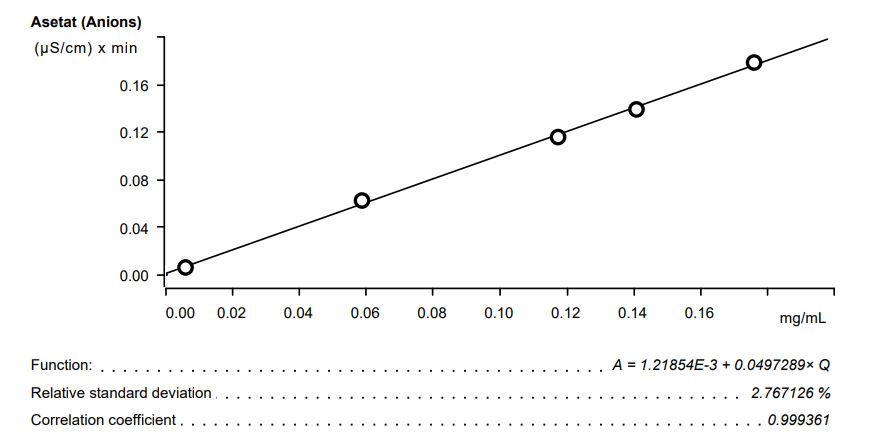 Asetat (Anions)
(µS/cm) x min
0.16
0.12
0.08
0.04
0.00
0.00 0.02 0.04 0.06 0.08 0.10 0.12 0.14 0.16 mg/mL
Function: . . . . . . . . . . . . . . . . . . . . . . . . . . . . . . . . . . . . . . . . . . . . . A = 1.21854E-3 + 0.0497289× Q
Relative standard deviation . . . . . . . . . . . . . . . . . . . . . . . . . . . . . . . . . . . . . . . . . . . . . 2.767126 %
Correlation coefficient . . . . . . . . . . . . . . . . . . . . . . . . . . . . . . . . . . . . . . . . . . . . . . . . . 0.999361